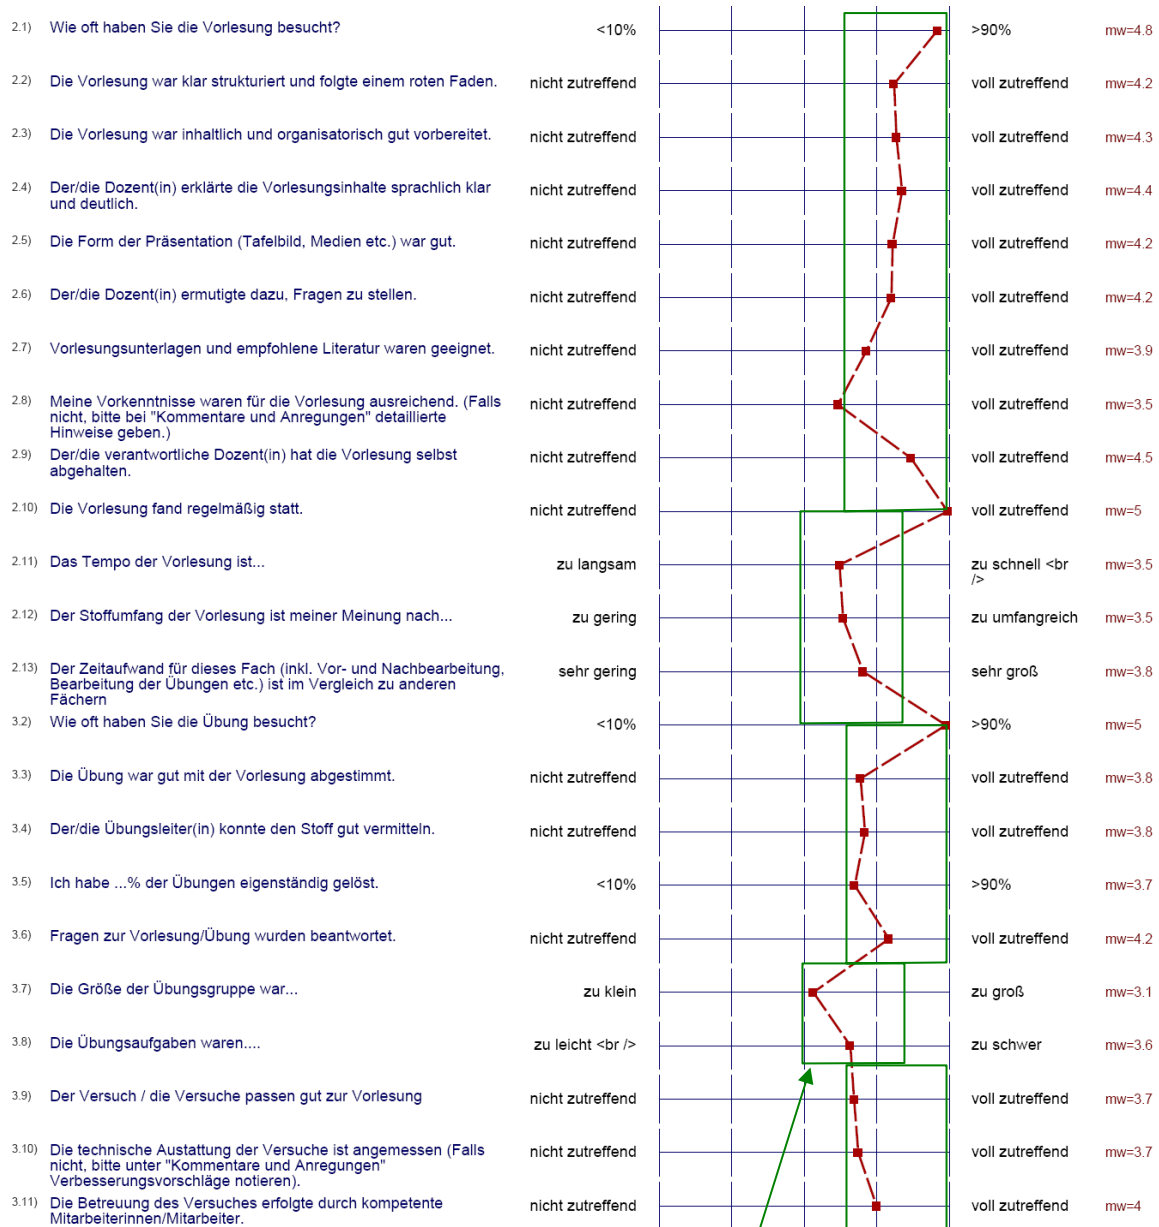 2.1) Wie oft haben Sie die Vorlesung besucht? <10% >90% mw=4.8
2.2) Die Vorlesung war klar strukturiert und folgte einem roten Faden. nicht zutreffend voll zutreffend mw=4.2
2.3) Die Vorlesung war inhaltlich und organisatorisch gut vorbereitet. nicht zutreffend voll zutreffend mw=4.3
2.4) Der/die Dozent(in) erklärte die Vorlesungsinhalte sprachlich klar nicht zutreffend voll zutreffend mw=4.4
und deutlich.
2.5) Die Form der Präsentation (Tafelbild, Medien etc.) war gut. nicht zutreffend voll zutreffend mw=4.2
2.6) Der/die Dozent(in) ermutigte dazu, Fragen zu stellen. nicht zutreffend voll zutreffend mw=4.2
2.7) Vorlesungsunterlagen und empfohlene Literatur waren geeignet. nicht zutreffend voll zutreffend mw=3.9
2.8) Meine Vorkenntnisse waren für die Vorlesung ausreichend. (Falls nicht zutreffend voll zutreffend mw=3.5
nicht, bitte bei "Kommentare und Anregungen" detaillierte
Hinweise geben.)
2.9) Der/die verantwortliche Dozent(in) hat die Vorlesung selbst nicht zutreffend voll zutreffend mw=4.5
abgehalten.
2.10) Die Vorlesung fand regelmäßig statt. nicht zutreffend voll zutreffend mw=5
2.11) Das Tempo der Vorlesung ist... zu langsam zu schnell <br mw=3.5
/>
2.12) Der Stoffumfang der Vorlesung ist meiner Meinung nach... zu gering zu umfangreich mw=3.5
2.13) Der Zeitaufwand für dieses Fach (inkl. Vor- und Nachbearbeitung, sehr gering sehr groß mw=3.8
Bearbeitung der Übungen etc.) ist im Vergleich zu anderen
Fächern
3.2) Wie oft haben Sie die Übung besucht? <10% >90% mw=5
3.3) Die Übung war gut mit der Vorlesung abgestimmt. nicht zutreffend voll zutreffend mw=3.8
3.4) Der/die Übungsleiter(in) konnte den Stoff gut vermitteln. nicht zutreffend voll zutreffend mw=3.8
3.5) Ich habe ...% der Übungen eigenständig gelöst. <10% >90% mw=3.7
3.6) Fragen zur Vorlesung/Übung wurden beantwortet. nicht zutreffend voll zutreffend mw=4.2
3.7) Die Größe der Übungsgruppe war... zu klein zu groß mw=3.1
3.8) Die Übungsaufgaben waren.... zu leicht <br /> zu schwer mw=3.6
3.9) Der Versuch / die Versuche passen gut zur Vorlesung nicht zutreffend voll zutreffend mw=3.7
3.10) Die technische Austattung der Versuche ist angemessen (Falls nicht zutreffend voll zutreffend mw=3.7
nicht, bitte unter "Kommentare und Anregungen"
Verbesserungsvorschläge notieren).
3.11) Die Betreuung des Versuches erfolgte durch kompetente nicht zutreffend voll zutreffend mw=4
Mitarbeiterinnen/Mitarbeiter.